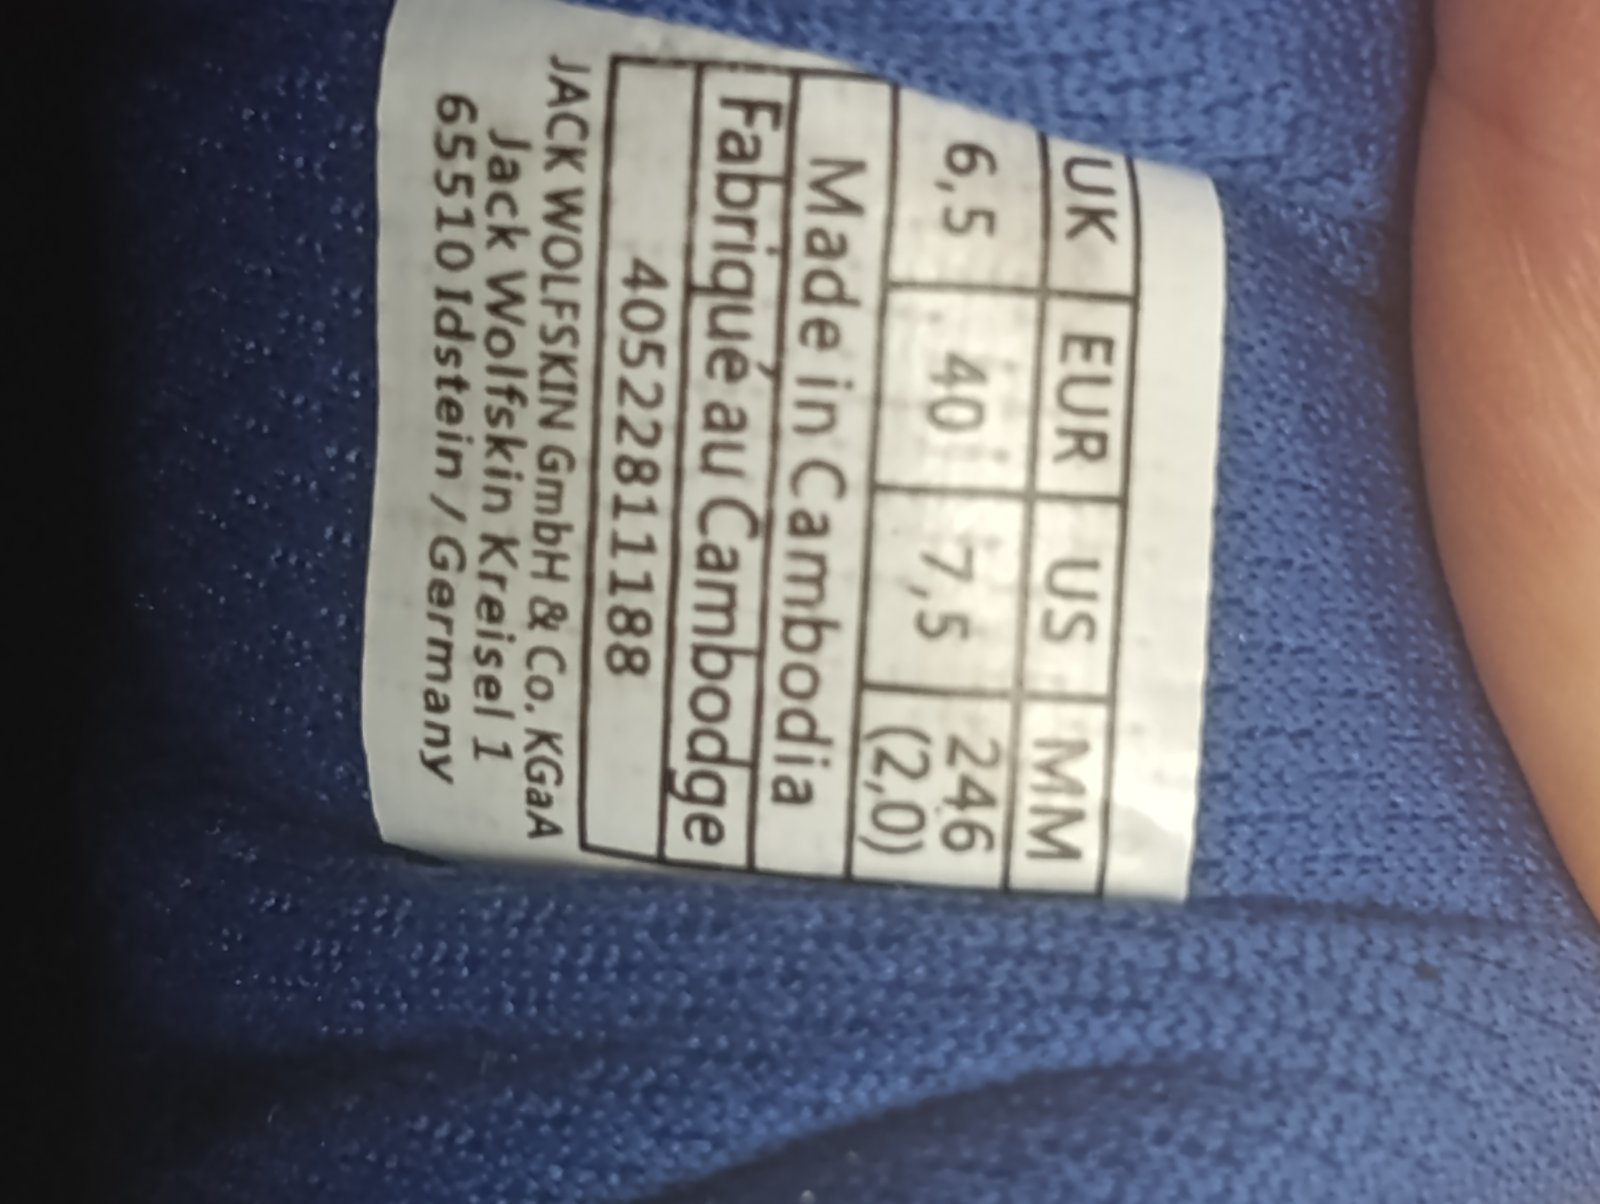 UK EUR US MM
6,5 40 7,5 246
(2,0)
Made in Cambodia
Fabriqué au Cambodge
40522811188
JACK WOLFSKIN GmbH & Co. KGaA
Jack Wolfskin Kreisel 1
65510 Idstein / Germany